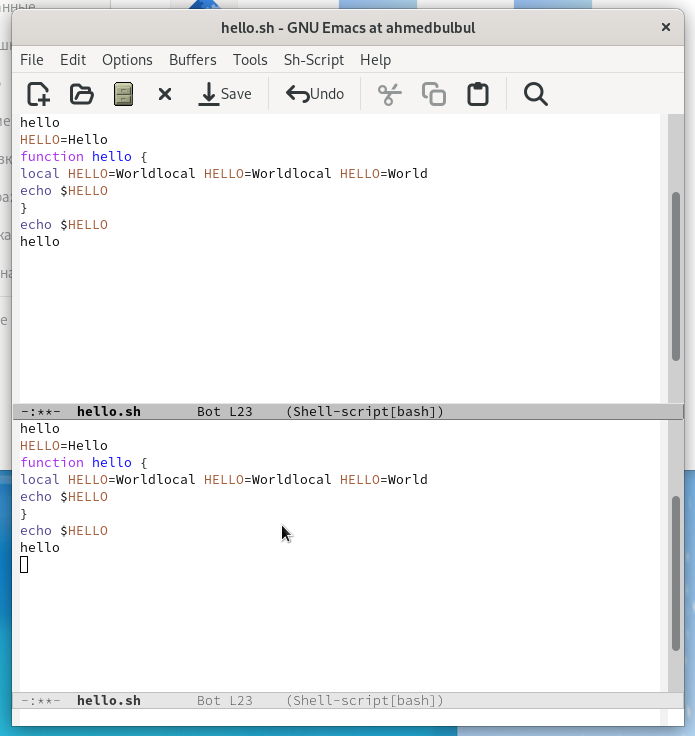 анные
hello.sh - GNU Emacs at ahmedbulbul
File Edit Options Buffers Tools Sh-Script Help
Save Undo
hello
HELLO=Hello
function hello {
local HELLO=Worldlocal HELLO=Worldlocal HELLO=World
echo $HELLO
}
echo $HELLO
hello
-:**- hello.sh Bot L23 (Shell-script[bash])
hello
HELLO=Hello
function hello {
local HELLO=Worldlocal HELLO=Worldlocal HELLO=World
echo $HELLO
}
echo $HELLO
hello
-:**- hello.sh Bot L23 (Shell-script[bash])